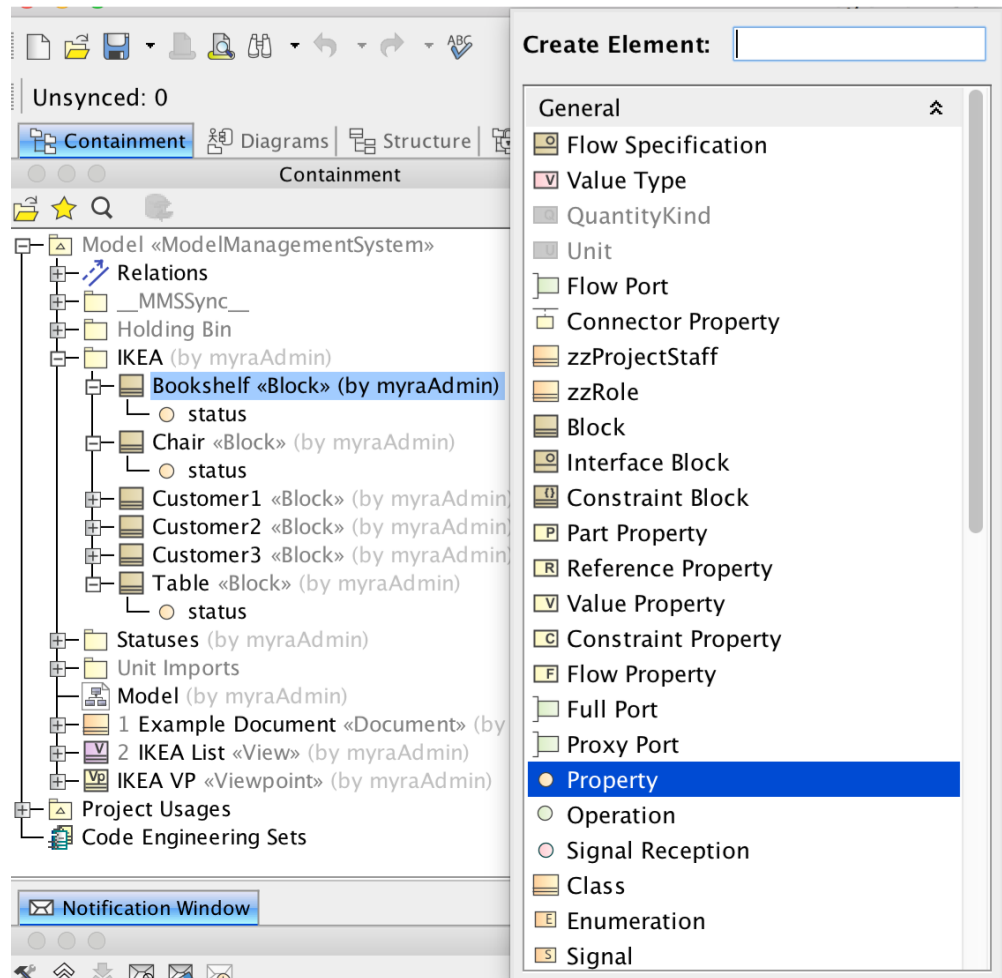 Create Element:
ABC
Unsynced: 0
Containment
Diagrams
Structure
Containment
Model «ModelManagementSystem»
Relations
__MMSSync__
Holding Bin
IKEA (by myraAdmin)
Bookshelf «Block» (by myraAdmin)
status
Chair «Block» (by myraAdmin)
status
Customer1 «Block» (by myraAdmin)
Customer2 «Block» (by myraAdmin)
Customer3 «Block» (by myraAdmin)
Table «Block» (by myraAdmin)
status
Statuses (by myraAdmin)
Unit Imports
Model (by myraAdmin)
1 Example Document «Document» (by
2 IKEA List «View» (by myraAdmin)
IKEA VP «Viewpoint» (by myraAdmin)
Project Usages
Code Engineering Sets
Notification Window
General
Flow Specification
Value Type
QuantityKind
Unit
Flow Port
Connector Property
zzProjectStaff
zzRole
Block
Interface Block
Constraint Block
Part Property
Reference Property
Value Property
Constraint Property
Flow Property
Full Port
Proxy Port
Property
Operation
Signal Reception
Class
Enumeration
Signal